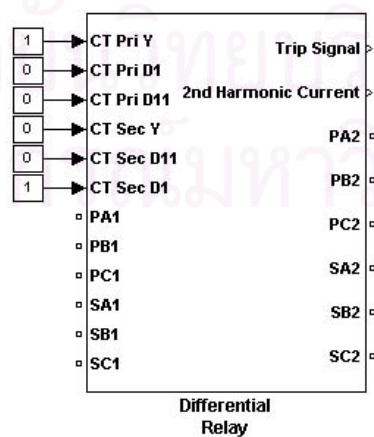 1 CT Pri Y
0 CT Pri D1
0 CT Pri D11
0 CT Sec Y
0 CT Sec D11
1 CT Sec D1
PA1
PB1
PC1
SA1
SB1
SC1
Trip Signal
2nd Harmonic Current
PA2
PB2
PC2
SA2
SB2
SC2
Differential
Relay